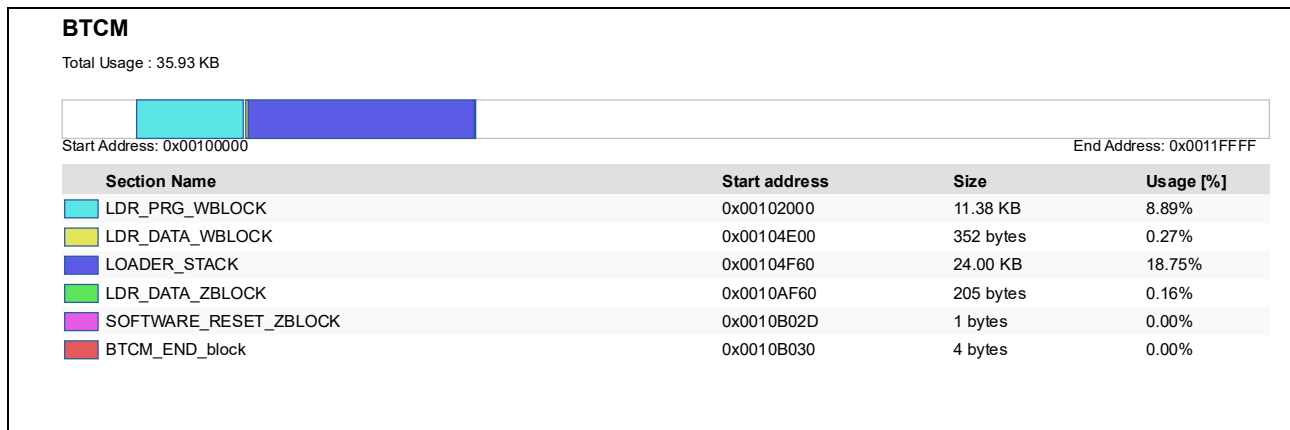 BTCM
Total Usage : 35.93 KB
Start Address: 0x00100000 End Address: 0x0011FFFF
Section Name Start address Size Usage [%]
LDR_PRG_WBLOCK 0x00102000 11.38 KB 8.89%
LDR_DATA_WBLOCK 0x00104E00 352 bytes 0.27%
LOADER_STACK 0x00104F60 24.00 KB 18.75%
LDR_DATA_ZBLOCK 0x0010AF60 205 bytes 0.16%
SOFTWARE_RESET_ZBLOCK 0x0010B02D 1 bytes 0.00%
BTCM_END_block 0x0010B030 4 bytes 0.00%